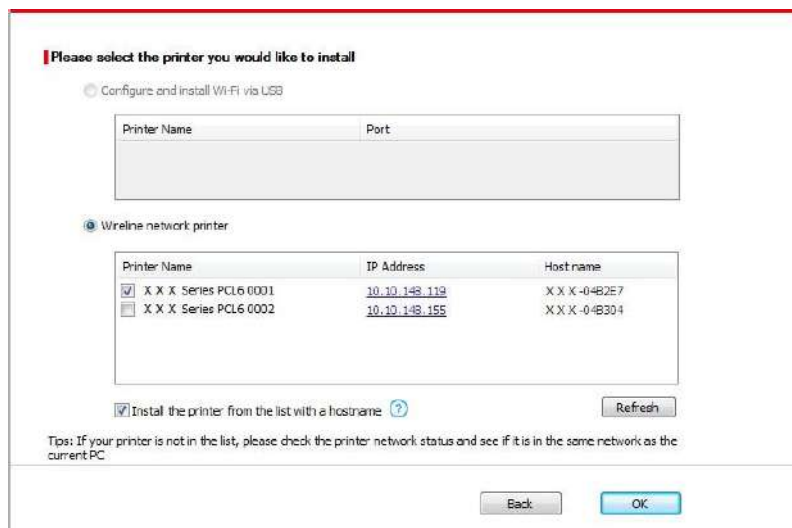 Please select the printer you would like to install
Configure and install Wi-Fi via USB
Printer Name Port
Wireline network printer
Printer Name IP Address Host name
X X X Series PCL6 0001 10.10.148.119 X X X -04B2E7
X X X Series PCL6 0002 10.10.148.155 X X X -04B304
Install the printer from the list with a hostname ? Refresh
Tips: If your printer is not in the list, please check the printer network status and see if it is in the same network as the
current PC
Back OK